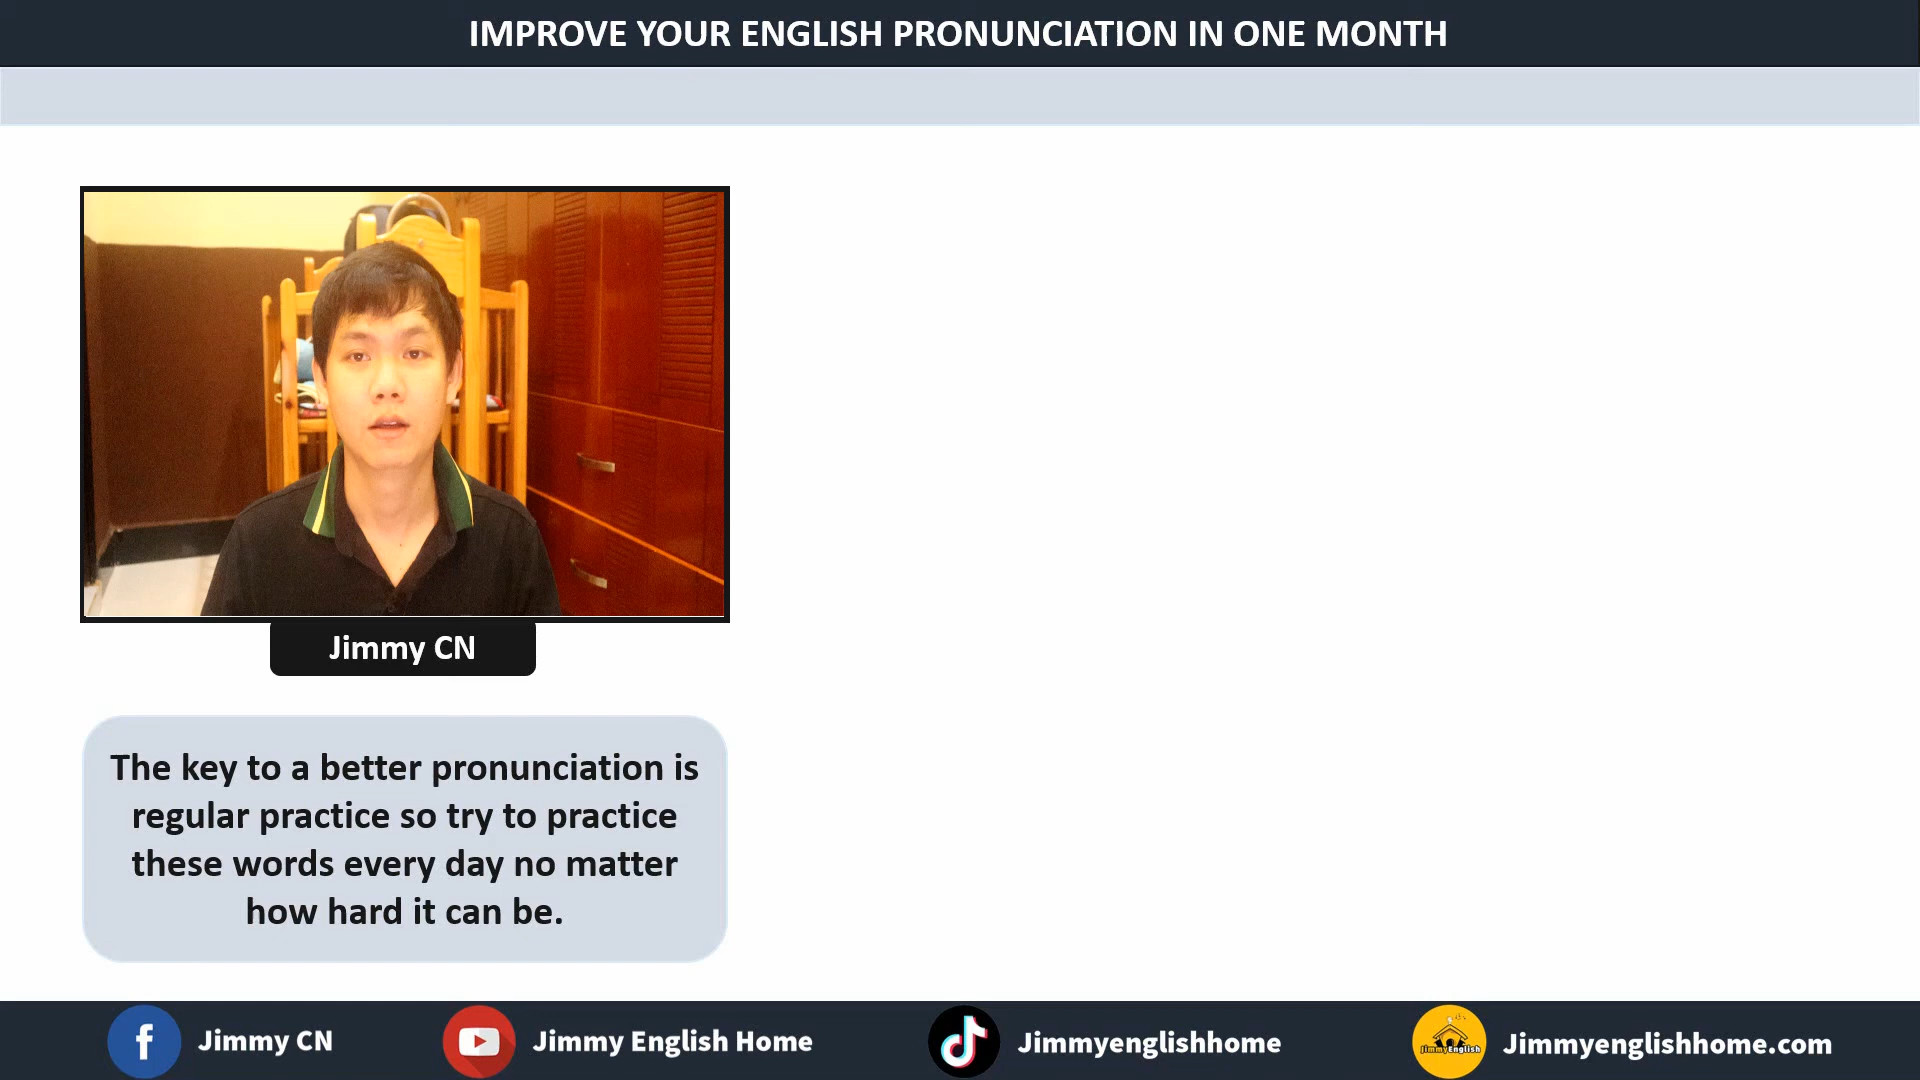 IMPROVE YOUR ENGLISH PRONUNCIATION IN ONE MONTH
Jimmy CN
The key to a better pronunciation is
regular practice so try to practice
these words every day no matter
how hard it can be.
Jimmy CN
Jimmy English Home
Jimmyenglishhome
JimmyEnglish
Jimmyenglishhome.com